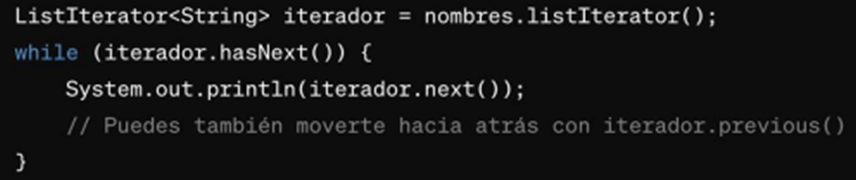 ListIterator<String> iterador = nombres.listIterator();
while (iterador.hasNext()) {
    System.out.println(iterador.next());
    // Puedes también moverte hacia atrás con iterador.previous()
}